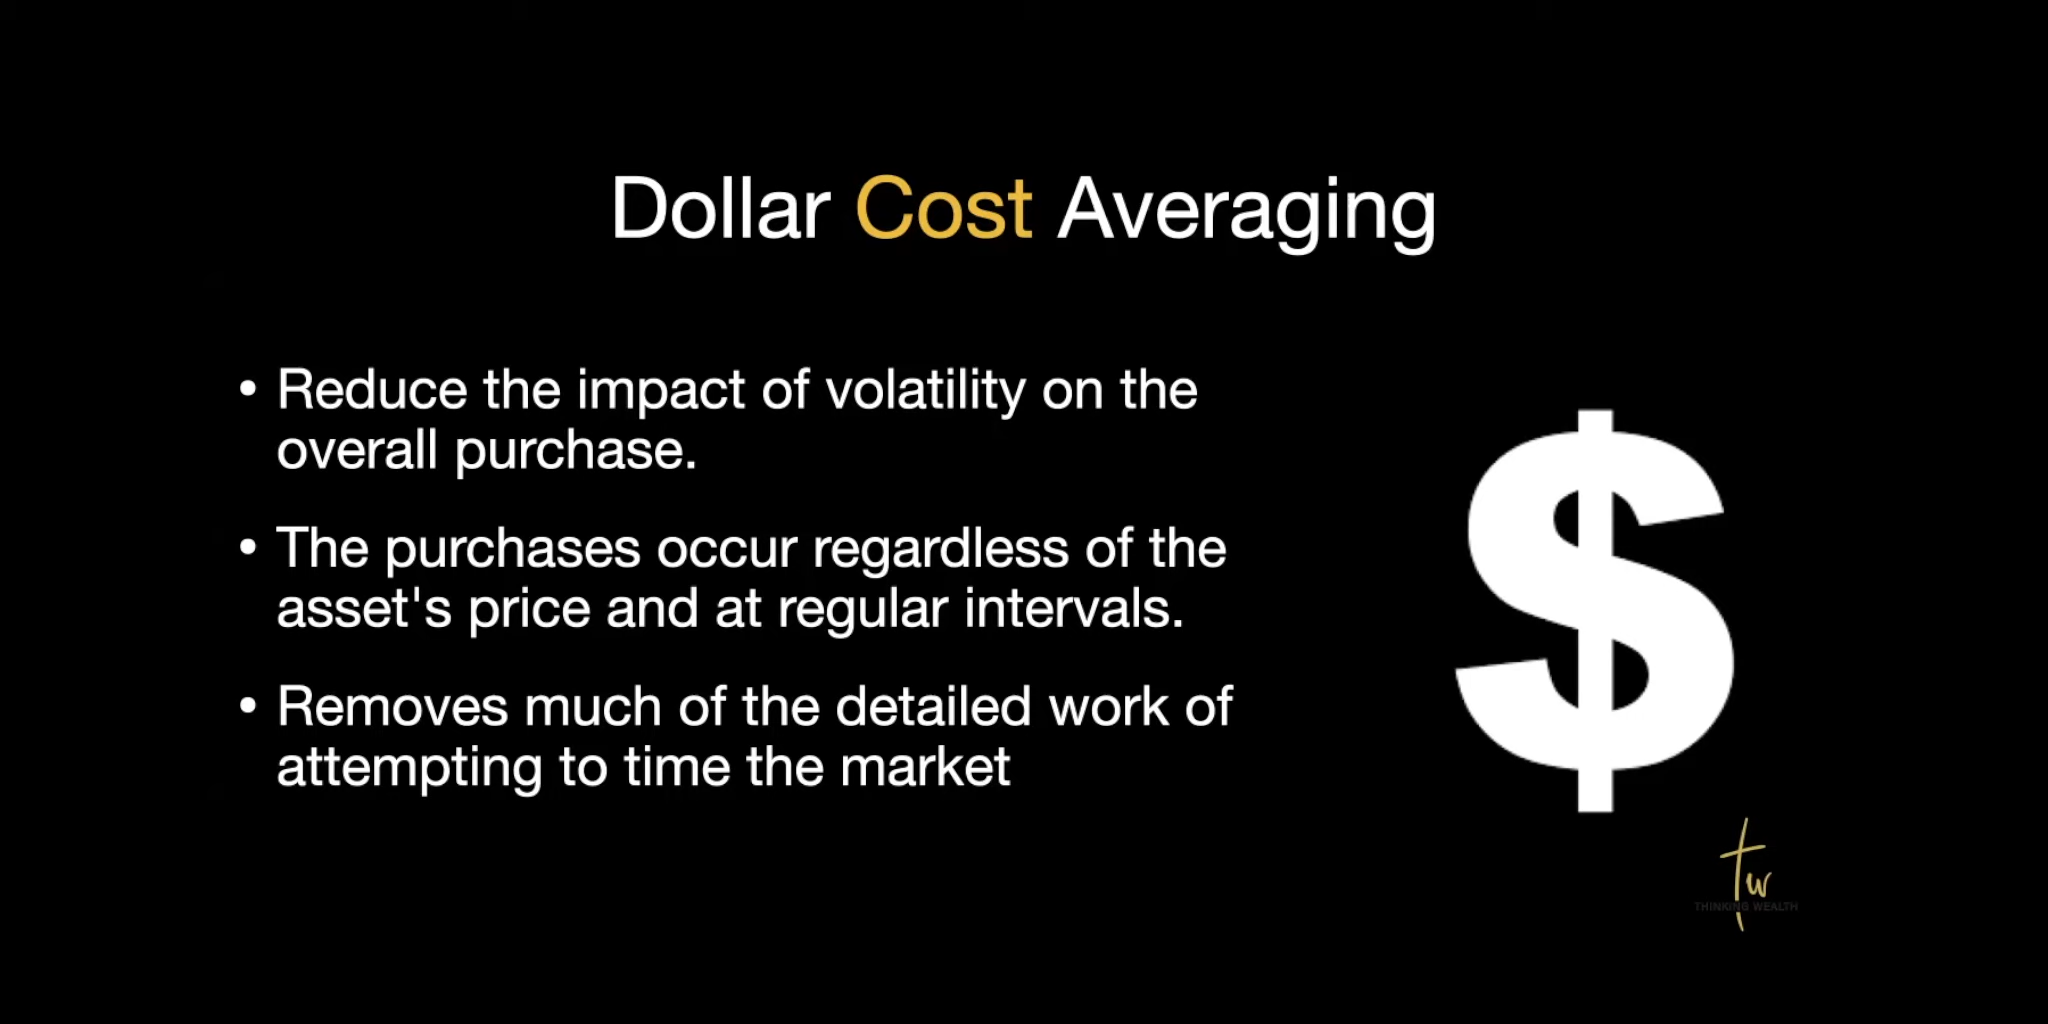 Dollar Cost Averaging
• Reduce the impact of volatility on the
overall purchase.
• The purchases occur regardless of the
asset's price and at regular intervals.
• Removes much of the detailed work of
attempting to time the market
$
tw
THINKING WEALTH